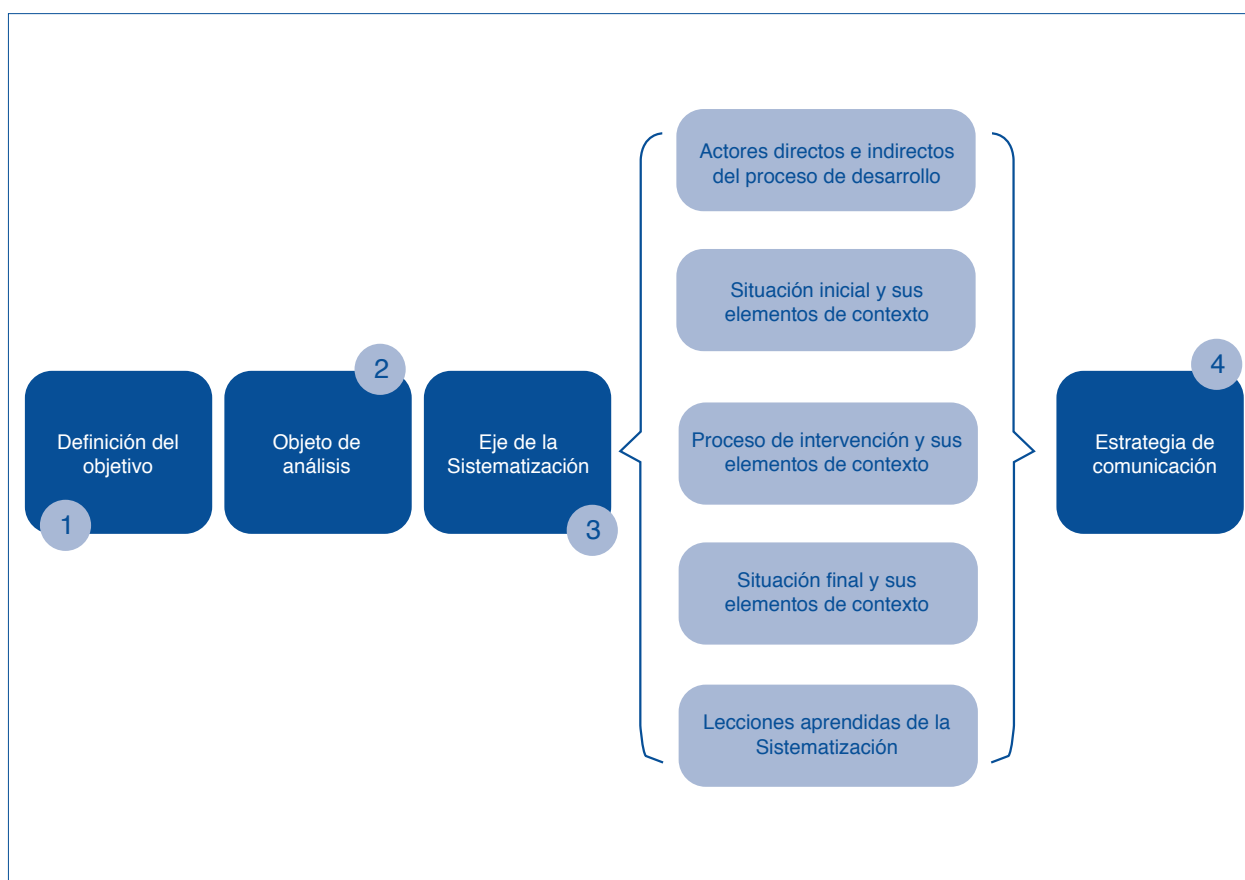 Definición del
objetivo
1
Objeto de
análisis
2
Eje de la
Sistematización
3
Actores directos e indirectos
del proceso de desarrollo
Situación inicial y sus
elementos de contexto
Proceso de intervención y sus
elementos de contexto
Situación final y sus
elementos de contexto
Lecciones aprendidas de la
Sistematización
Estrategia de
comunicación
4